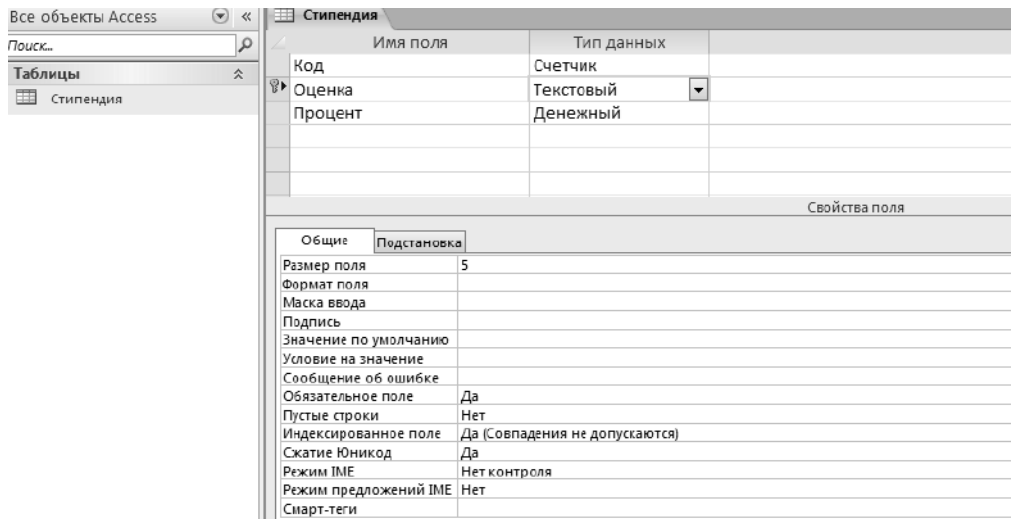 Все объекты Access
«
Поиск...
Таблицы
Стипендия
Стипендия
Имя поля Тип данных
Код Счетчик
Оценка Текстовый
Процент Денежный
Свойства поля
Общие Подстановка
Размер поля 5
Формат поля
Маска ввода
Подпись
Значение по умолчанию
Условие на значение
Сообщение об ошибке
Обязательное поле Да
Пустые строки Нет
Индексированное поле Да (Совпадения не допускаются)
Сжатие Юникод Да
Режим IME Нет контроля
Режим предложений IME Нет
Смарт-теги